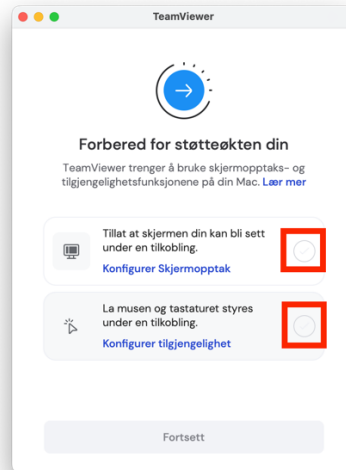 TeamViewer
Forbered for støtteøkten din
TeamViewer trenger å bruke skjermopptaks- og
tilgjengelighetsfunksjonene på din Mac. Lær mer
Tillat at skjermen din kan bli sett
under en tilkobling.
Konfigurer Skjermopptak
La musen og tastaturet styres
under en tilkobling.
Konfigurer tilgjengelighet
Fortsett